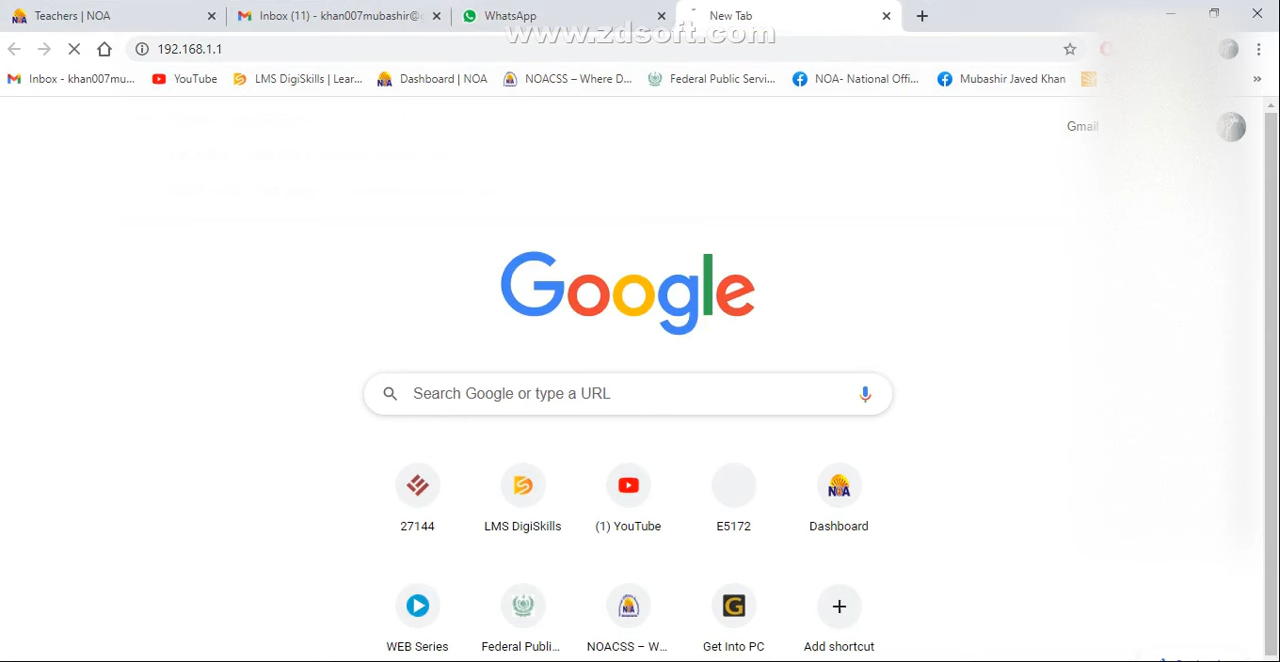 Teachers | NOA
Inbox (11) - khan007mubashir@
WhatsApp
New Tab
www.zdsoft.com
192.168.1.1
Inbox - khan007mu...
YouTube
LMS DigiSkills | Lear...
Dashboard | NOA
NOACSS – Where D...
Federal Public Servi...
NOA- National Offi...
Mubashir Javed Khan
»
Gmail
Google
Search Google or type a URL
27144
LMS DigiSkills
(1) YouTube
E5172
Dashboard
WEB Series
Federal Publi...
NOACSS – W...
Get Into PC
Add shortcut